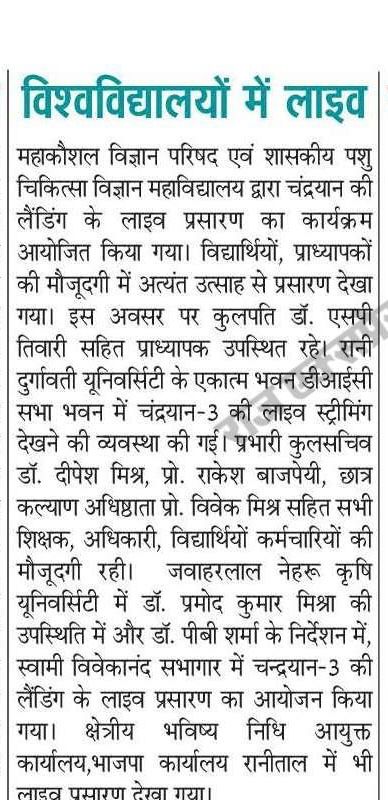 विश्वविद्यालयों में लाइव
महाकौशल विज्ञान परिषद एवं शासकीय पशु
चिकित्सा विज्ञान महाविद्यालय द्वारा चंद्रयान की
लैंडिंग के लाइव प्रसारण का कार्यक्रम
आयोजित किया गया। विद्यार्थियों, प्राध्यापकों
की मौजूदगी में अत्यंत उत्साह से प्रसारण देखा
गया। इस अवसर पर कुलपति डॉ. एसपी
तिवारी सहित प्राध्यापक उपस्थित रहे। रानी
दुर्गावती यूनिवर्सिटी के एकात्म भवन डीआईसी
सभा भवन में चंद्रयान-3 की लाइव स्ट्रीमिंग
देखने की व्यवस्था की गई। प्रभारी कुलसचिव
डॉ. दीपेश मिश्र, प्रो. राकेश बाजपेयी, छात्र
कल्याण अधिष्ठाता प्रो. विवेक मिश्र सहित सभी
शिक्षक, अधिकारी, विद्यार्थियों कर्मचारियों की
मौजूदगी रही। जवाहरलाल नेहरू कृषि
यूनिवर्सिटी में डॉ. प्रमोद कुमार मिश्रा की
उपस्थिति में और डॉ. पीबी शर्मा के निर्देशन में,
स्वामी विवेकानंद सभागार में चन्द्रयान-3 की
लैंडिंग के लाइव प्रसारण का आयोजन किया
गया। क्षेत्रीय भविष्य निधि आयुक्त
कार्यालय,भाजपा कार्यालय रानीताल में भी
लाइव प्रसारण देखा गया।